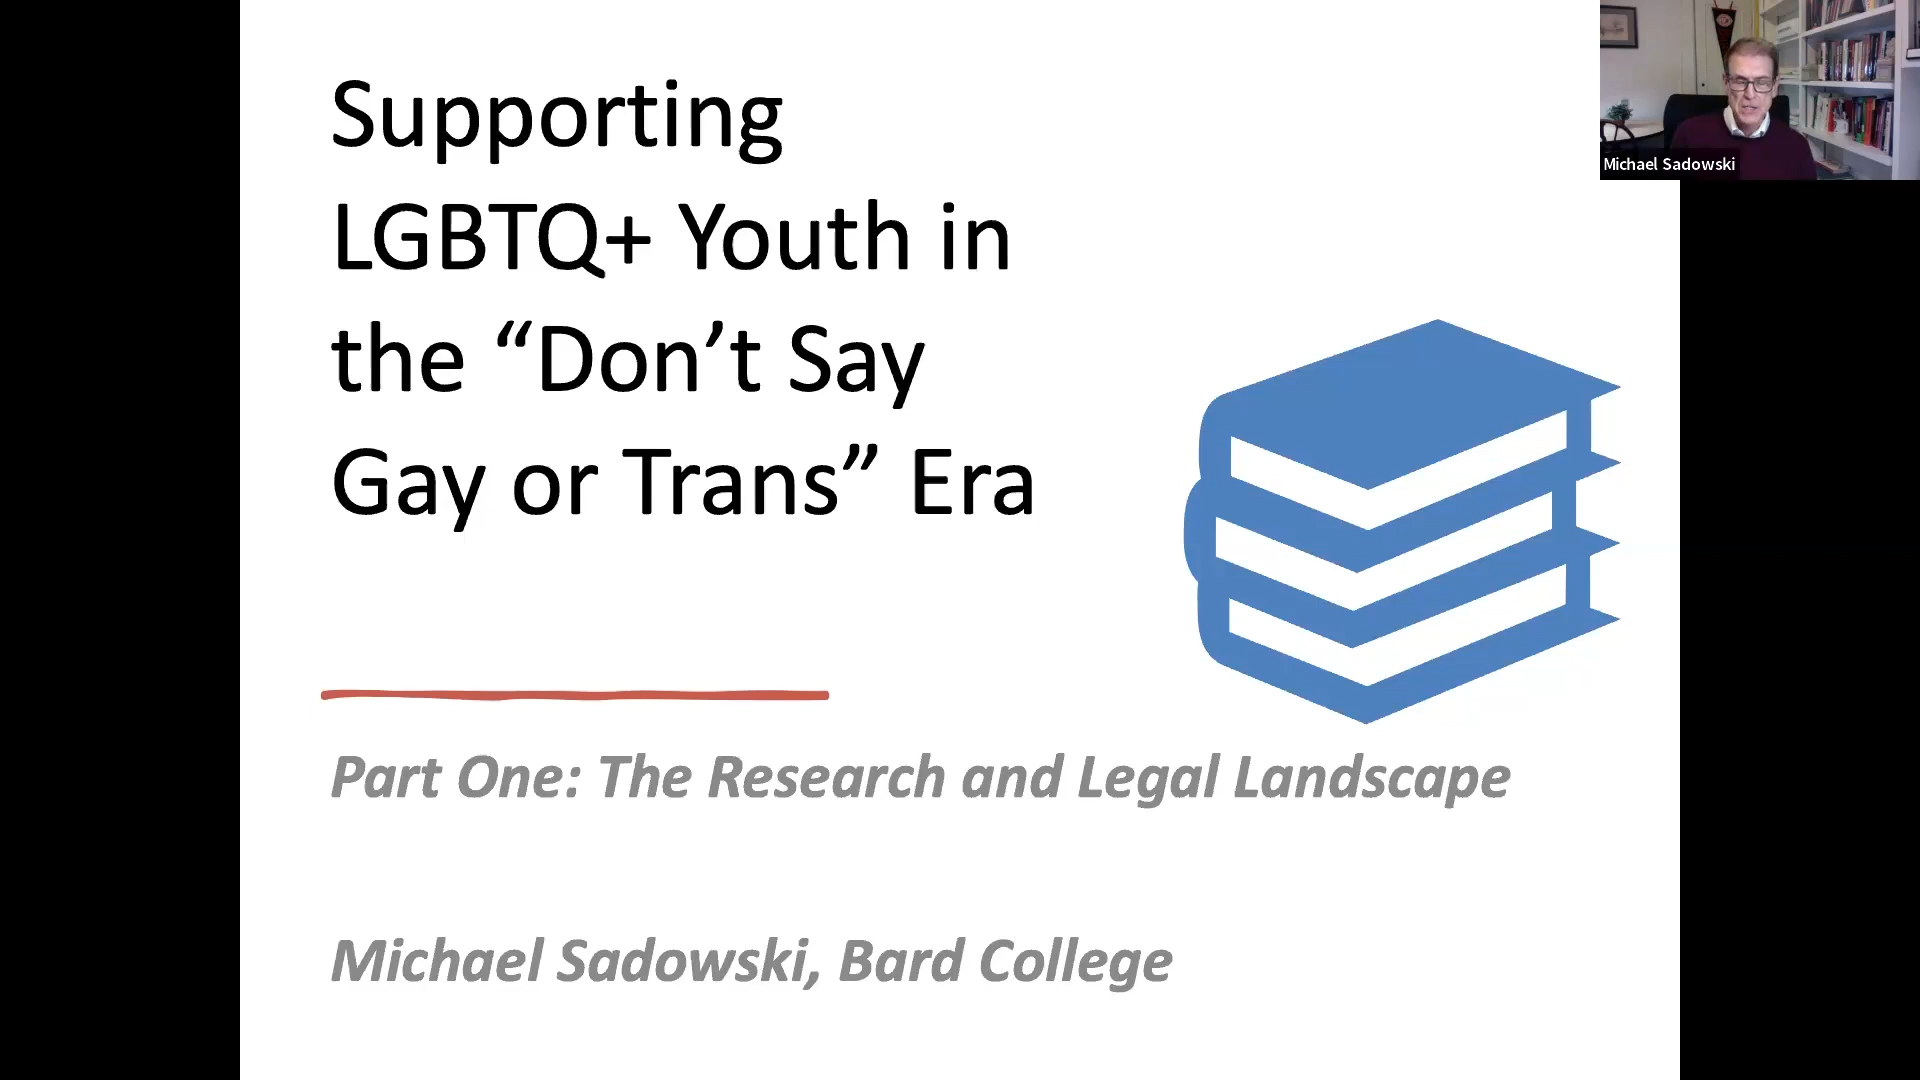 Supporting
LGBTQ+ Youth in
the “Don’t Say
Gay or Trans” Era
Part One: The Research and Legal Landscape
Michael Sadowski, Bard College
Michael Sadowski